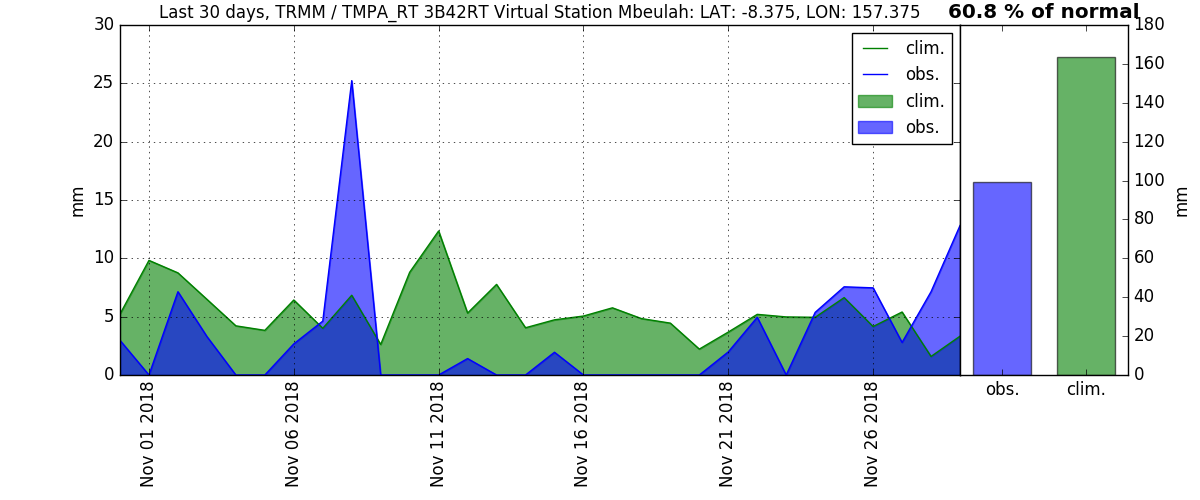 Last 30 days, TRMM / TMPA_RT 3B42RT Virtual Station Mbeulah: LAT: -8.375, LON: 157.375
60.8 % of normal
30
25
20
15
10
5
0
mm
clim.
obs.
clim.
obs.
Nov 01 2018
Nov 06 2018
Nov 11 2018
Nov 16 2018
Nov 21 2018
Nov 26 2018
180
160
140
120
100
80
60
40
20
0
mm
obs.
clim.